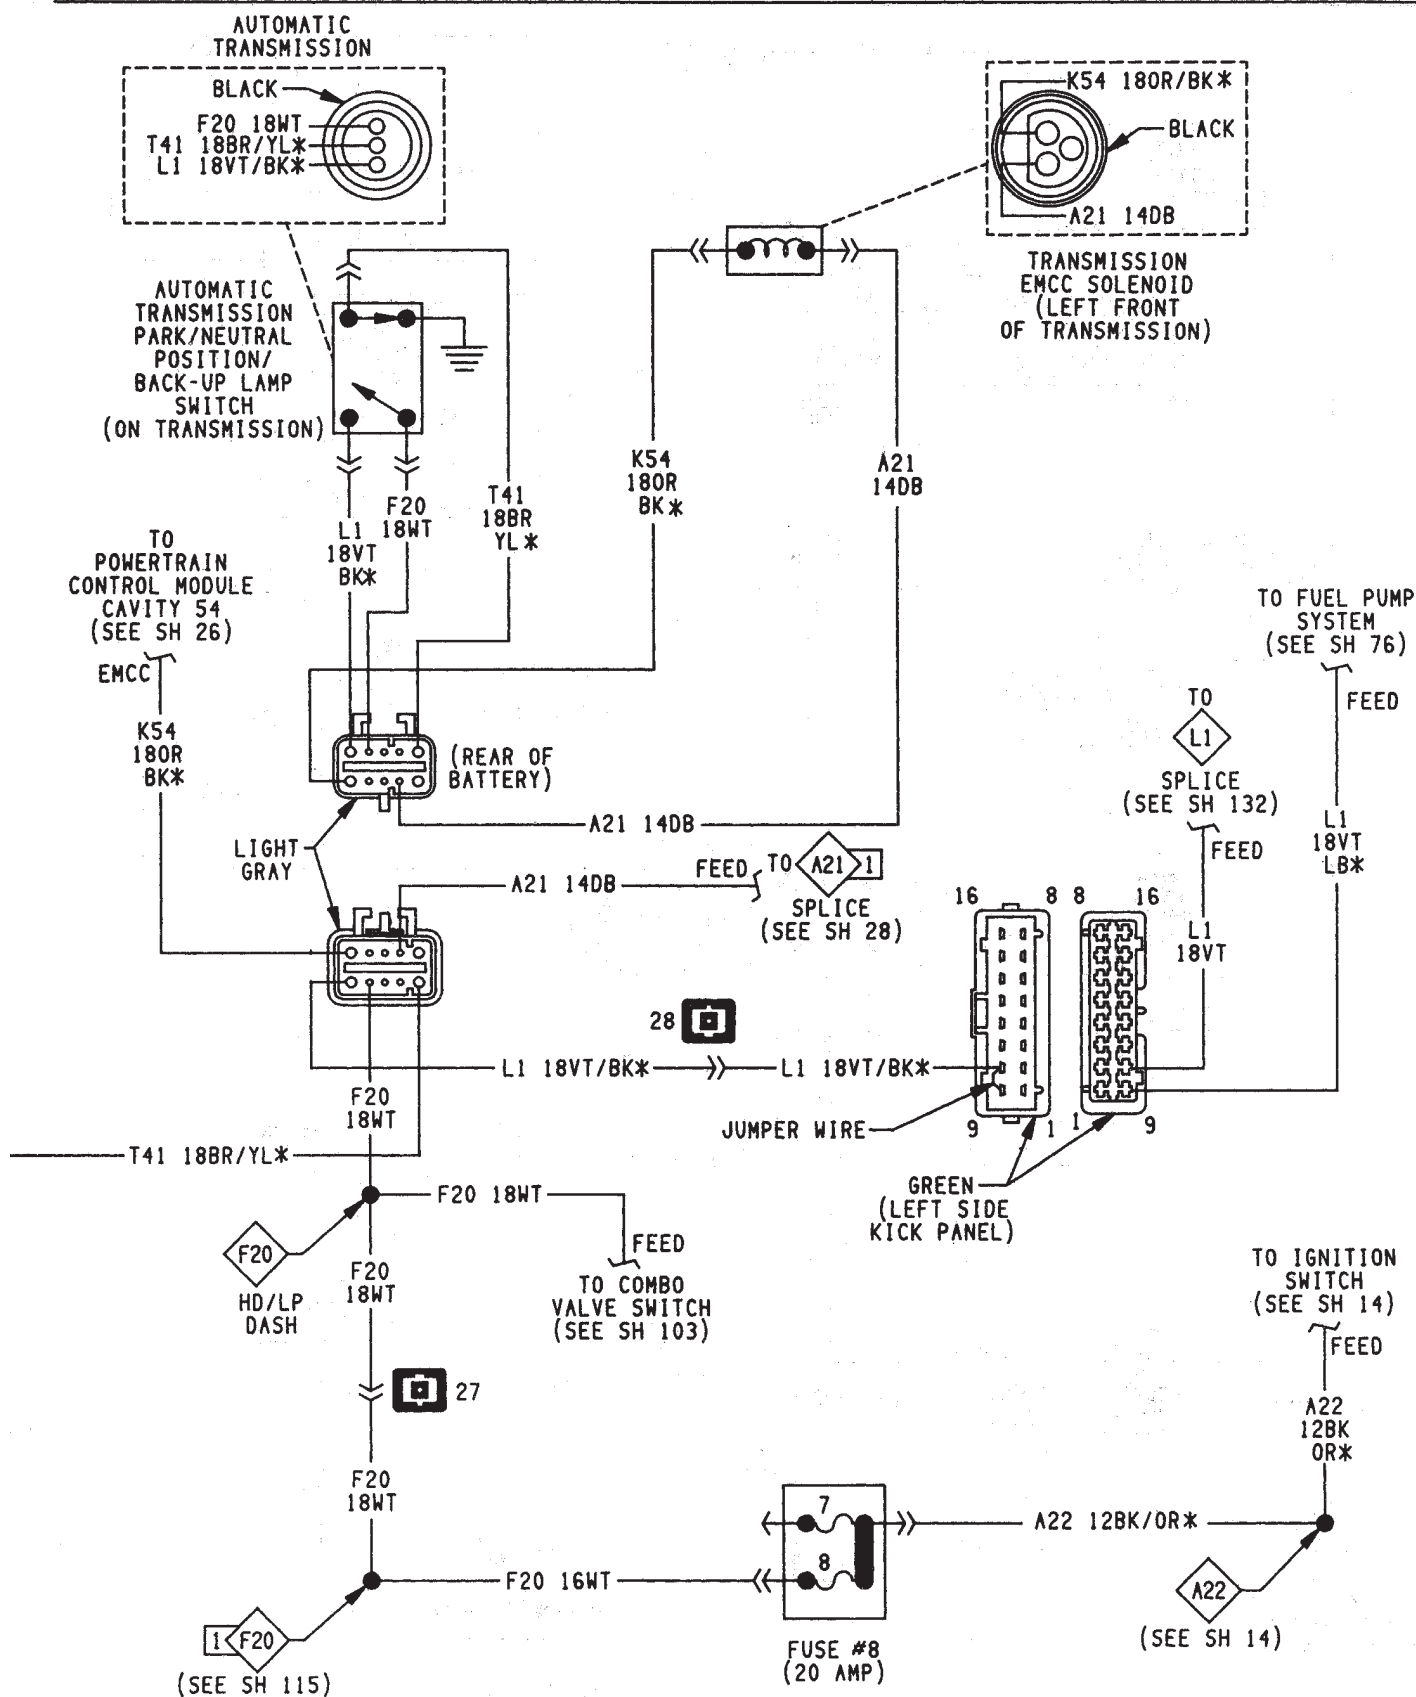 AUTOMATIC
TRANSMISSION
BLACK
F20 18WT
T41 18BR/YL*
L1 18VT/BK*
K54 18OR/BK*
BLACK
A21 14DB
TRANSMISSION
EMCC SOLENOID
(LEFT FRONT
OF TRANSMISSION)
AUTOMATIC
TRANSMISSION
PARK/NEUTRAL
POSITION/
BACK-UP LAMP
SWITCH
(ON TRANSMISSION)
L1
18VT
BK*
F20
18WT
T41
18BR
YL*
K54
18OR
BK*
A21
14DB
TO
POWERTRAIN
CONTROL MODULE
CAVITY 54
(SEE SH 26)
EMCC
K54
18OR
BK*
(REAR OF
BATTERY)
LIGHT
GRAY
A21 14DB
A21 14DB
FEED
TO
A21
1
SPLICE
(SEE SH 28)
TO FUEL PUMP
SYSTEM
(SEE SH 76)
FEED
TO
L1
SPLICE
(SEE SH 132)
FEED
L1
18VT
LB*
L1
18VT
16
8
8
16
28
L1 18VT/BK*
L1 18VT/BK*
JUMPER WIRE
9
1
1
9
GREEN
(LEFT SIDE
KICK PANEL)
F20
18WT
T41 18BR/YL*
F20 18WT
F20
HD/LP
DASH
F20
18WT
FEED
TO COMBO
VALVE SWITCH
(SEE SH 103)
27
TO IGNITION
SWITCH
(SEE SH 14)
FEED
A22
12BK
OR*
F20
18WT
7
8
A22 12BK/OR*
F20 16WT
A22
(SEE SH 14)
1
F20
(SEE SH 115)
FUSE #8
(20 AMP)